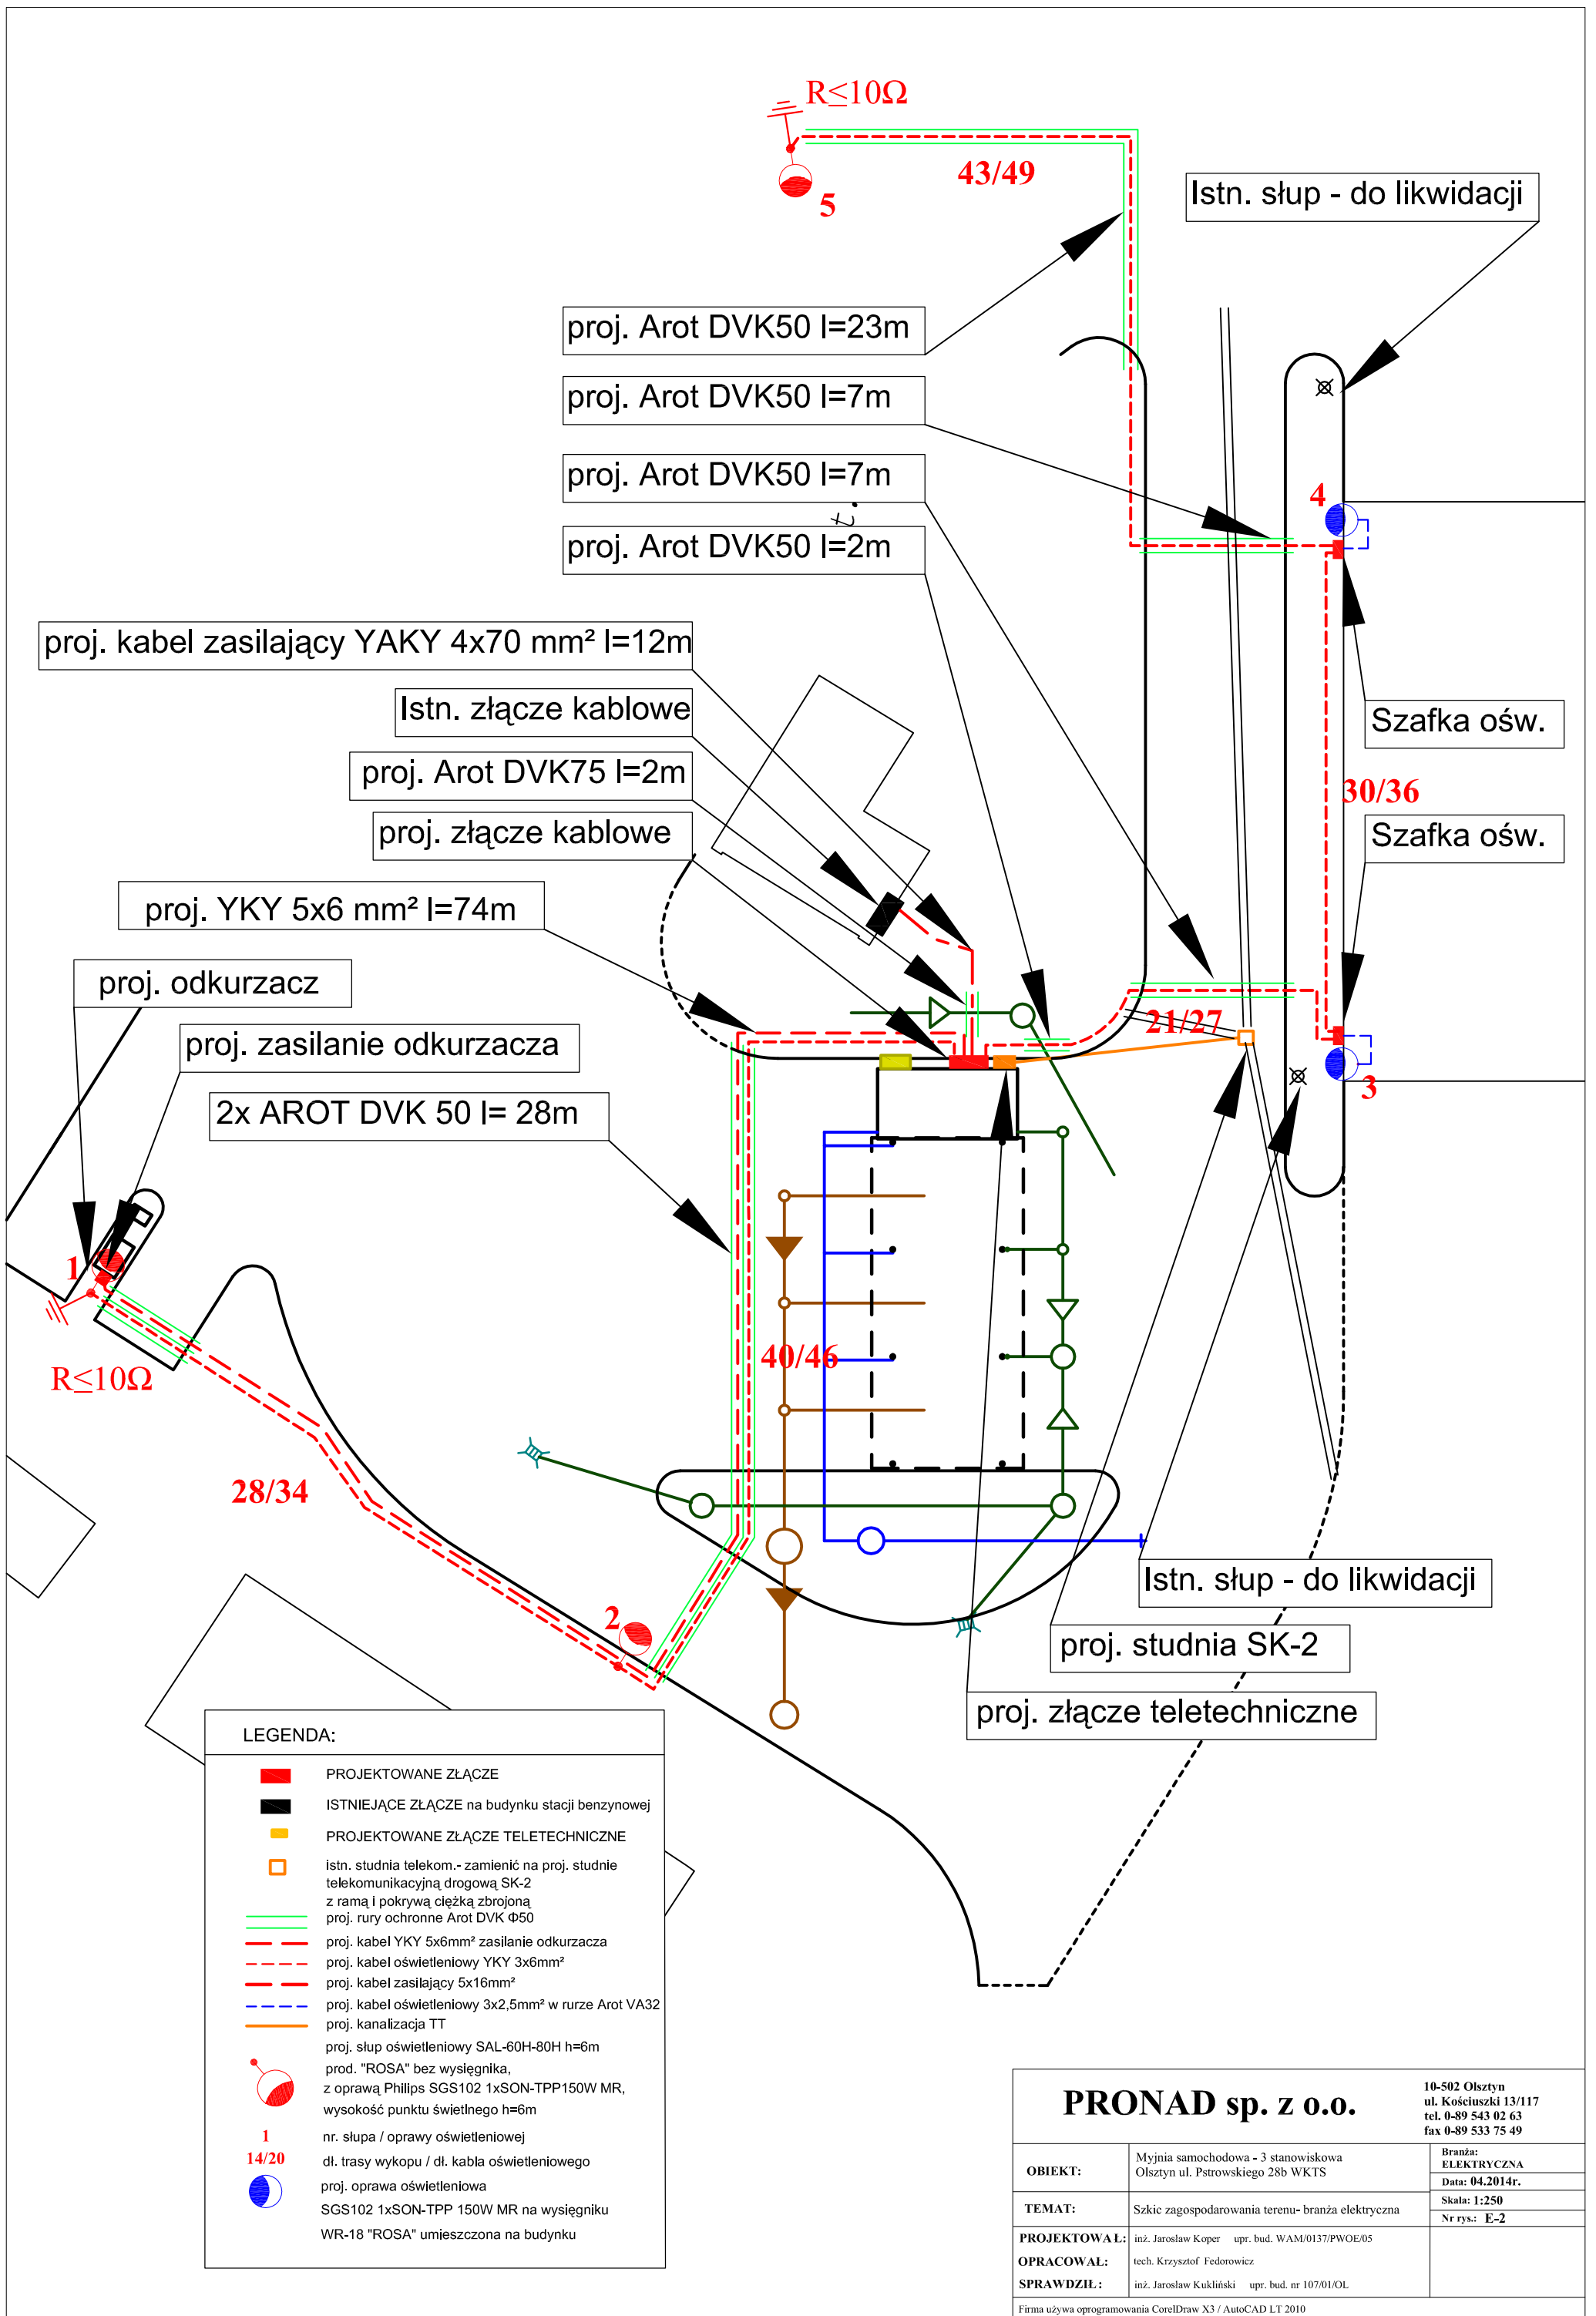 R≤10Ω
43/49
5
Istn. słup - do likwidacji
proj. Arot DVK50 l=23m
proj. Arot DVK50 l=7m
proj. Arot DVK50 l=7m
t.
proj. Arot DVK50 l=2m
4
proj. kabel zasilający YAKY 4x70 mm² l=12m
Istn. złącze kablowe
Szafka ośw.
proj. Arot DVK75 l=2m
30/36
proj. złącze kablowe
Szafka ośw.
proj. YKY 5x6 mm² l=74m
proj. odkurzacz
21/27
proj. zasilanie odkurzacza
3
2x AROT DVK 50 l= 28m
1
R≤10Ω
40/46
28/34
2
Istn. słup - do likwidacji
proj. studnia SK-2
proj. złącze teletechniczne
LEGENDA:
PROJEKTOWANE ZŁĄCZE
ISTNIEJĄCE ZŁĄCZE na budynku stacji benzynowej
PROJEKTOWANE ZŁĄCZE TELETECHNICZNE
istn. studnia telekom.- zamienić na proj. studnie
telekomunikacyjną drogową SK-2
z ramą i pokrywą ciężką zbrojoną
proj. rury ochronne Arot DVK Φ50
proj. kabel YKY 5x6mm² zasilanie odkurzacza
proj. kabel oświetleniowy YKY 3x6mm²
proj. kabel zasilający 5x16mm²
proj. kabel oświetleniowy 3x2,5mm² w rurze Arot VA32
proj. kanalizacja TT
proj. słup oświetleniowy SAL-60H-80H h=6m
prod. "ROSA" bez wysięgnika,
z oprawą Philips SGS102 1xSON-TPP150W MR,
wysokość punktu świetlnego h=6m
1 nr. słupa / oprawy oświetleniowej
14/20 dł. trasy wykopu / dł. kabla oświetleniowego
proj. oprawa oświetleniowa
SGS102 1xSON-TPP 150W MR na wysięgniku
WR-18 "ROSA" umieszczona na budynku
PRONAD sp. z o.o.
10-502 Olsztyn
ul. Kościuszki 13/117
tel. 0-89 543 02 63
fax 0-89 533 75 49
OBIEKT: Myjnia samochodowa - 3 stanowiskowa
Olsztyn ul. Pstrowskiego 28b WKTS
Branża:
ELEKTRYCZNA
Data: 04.2014r.
TEMAT: Szkic zagospodarowania terenu- branża elektryczna
Skala: 1:250
Nr rys.: E-2
PROJEKTOWAŁ: inż. Jarosław Koper upr. bud. WAM/0137/PWOE/05
OPRACOWAŁ: tech. Krzysztof Fedorowicz
SPRAWDZIŁ : inż. Jarosław Kukliński upr. bud. nr 107/01/OL
Firma używa oprogramowania CorelDraw X3 / AutoCAD LT 2010